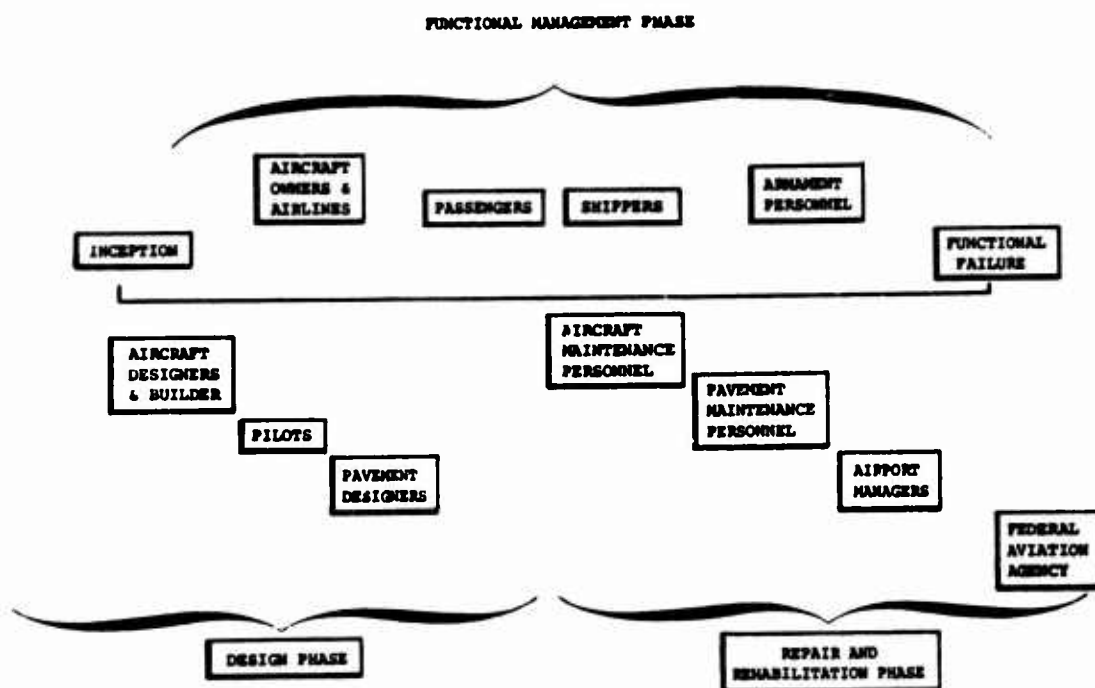 FUNCTIONAL MANAGEMENT PHASE
AIRCRAFT
OWNERS &
AIRLINES
PASSENGERS
SHIPPERS
ARMAMENT
PERSONNEL
INCEPTION
FUNCTIONAL
FAILURE
AIRCRAFT
DESIGNERS
& BUILDER
PILOTS
PAVEMENT
DESIGNERS
AIRCRAFT
MAINTENANCE
PERSONNEL
PAVEMENT
MAINTENANCE
PERSONNEL
AIRPORT
MANAGERS
FEDERAL
AVIATION
AGENCY
DESIGN PHASE
REPAIR AND
REHABILITATION PHASE